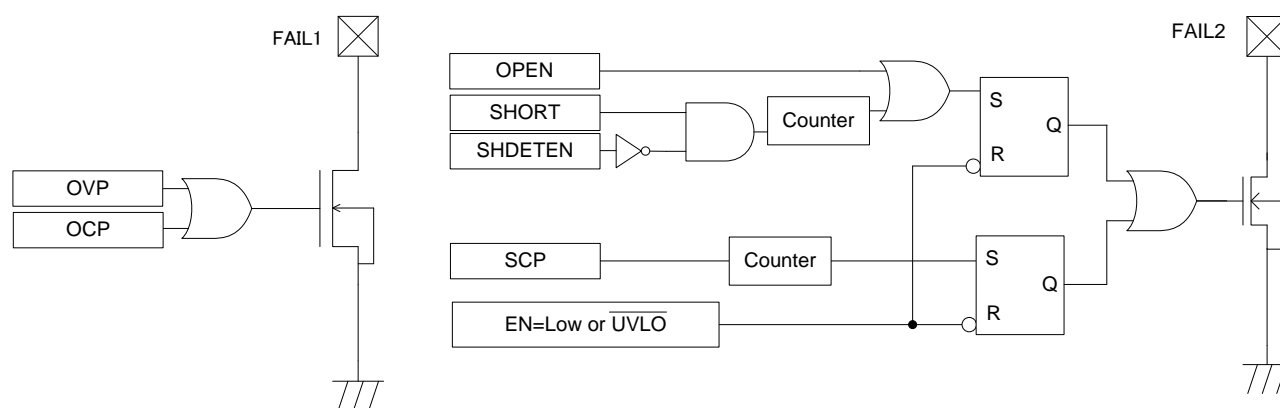 FAIL1
OVP
OCP
FAIL2
OPEN
SHORT
SHDETEN
Counter
S
Q
R
SCP
Counter
S
Q
R
EN=Low or UVLO